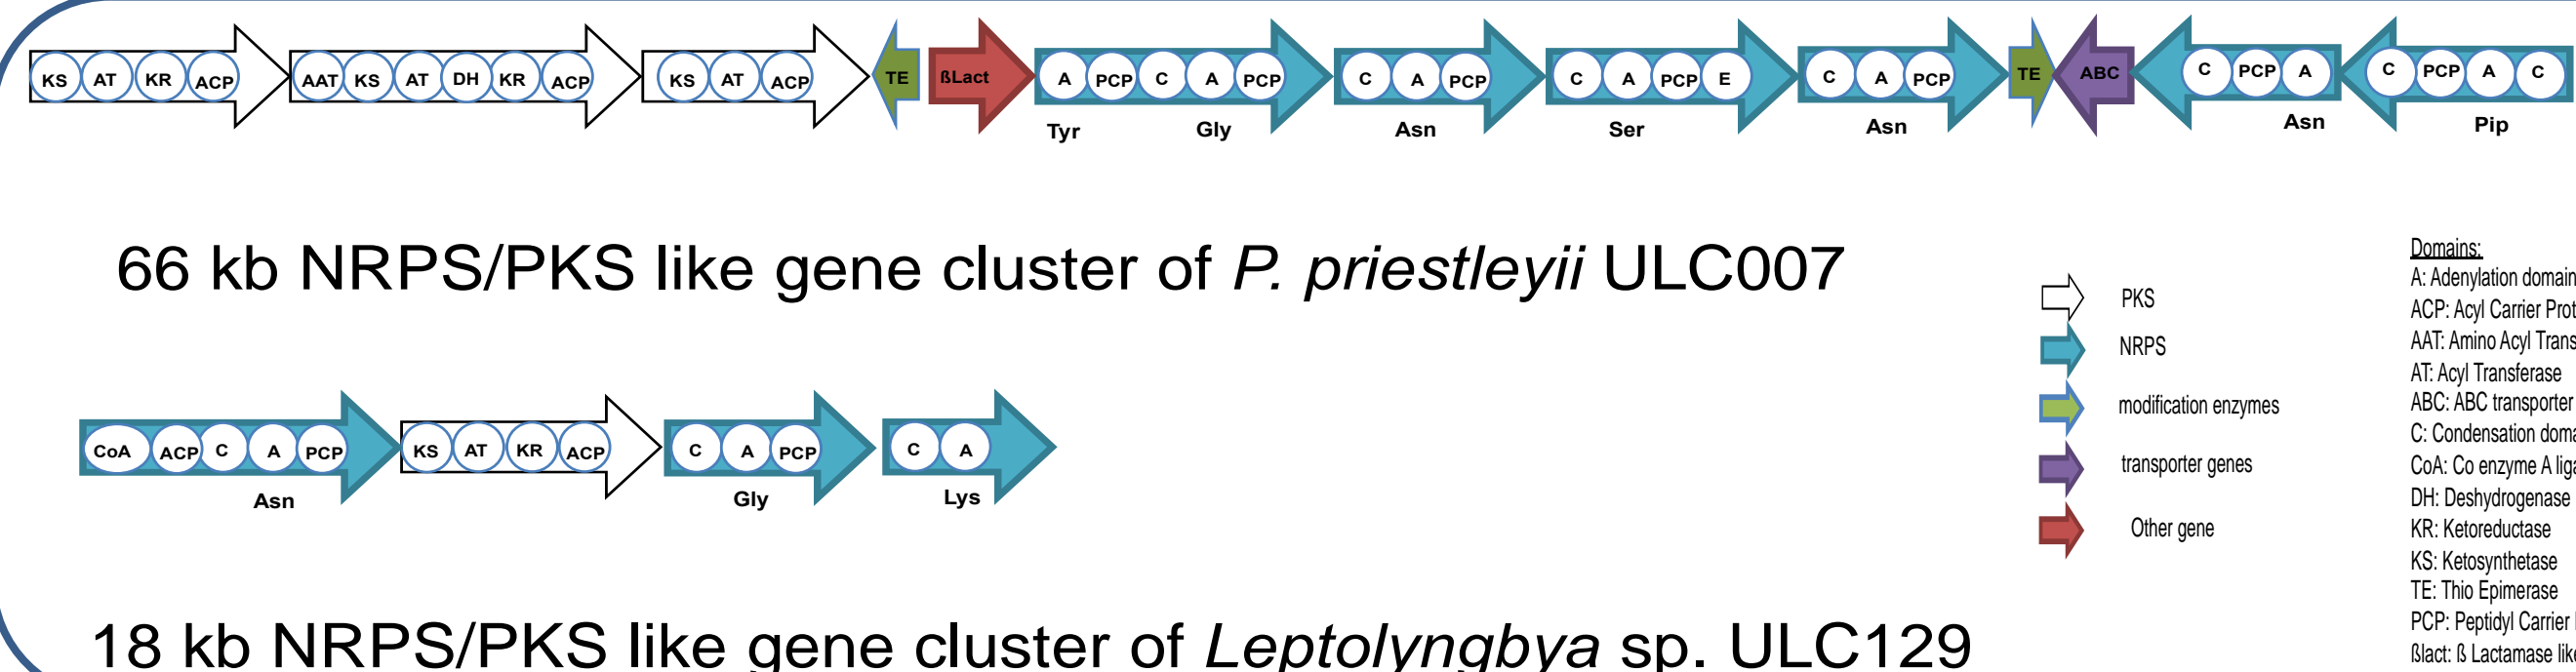 KS AT KR ACP AAT KS AT DH KR ACP KS AT ACP TE ßLact A PCP C A PCP C A PCP C A PCP E C A PCP TE ABC C PCP A C PCP A C
Tyr Gly Asn Ser Asn Asn Pip
66 kb NRPS/PKS like gene cluster of P. priestleyii ULC007
CoA ACP C A PCP KS AT KR ACP C A PCP C A
Asn Gly Lys
18 kb NRPS/PKS like gene cluster of Leptolyngbya sp. ULC129
PKS
NRPS
modification enzymes
transporter genes
Other gene
Domains:
A: Adenylation domain
ACP: Acyl Carrier
AAT: Amino Acyl
AT: Acyl Transferase
ABC: ABC transporter
C: Condensation
CoA: Co enzyme A
DH: Deshydrogenase
KR: Ketoreductase
KS: Ketosynthetase
TE: Thio Epimerase
PCP: Peptidyl Carrier
ßlact: ß Lactamase